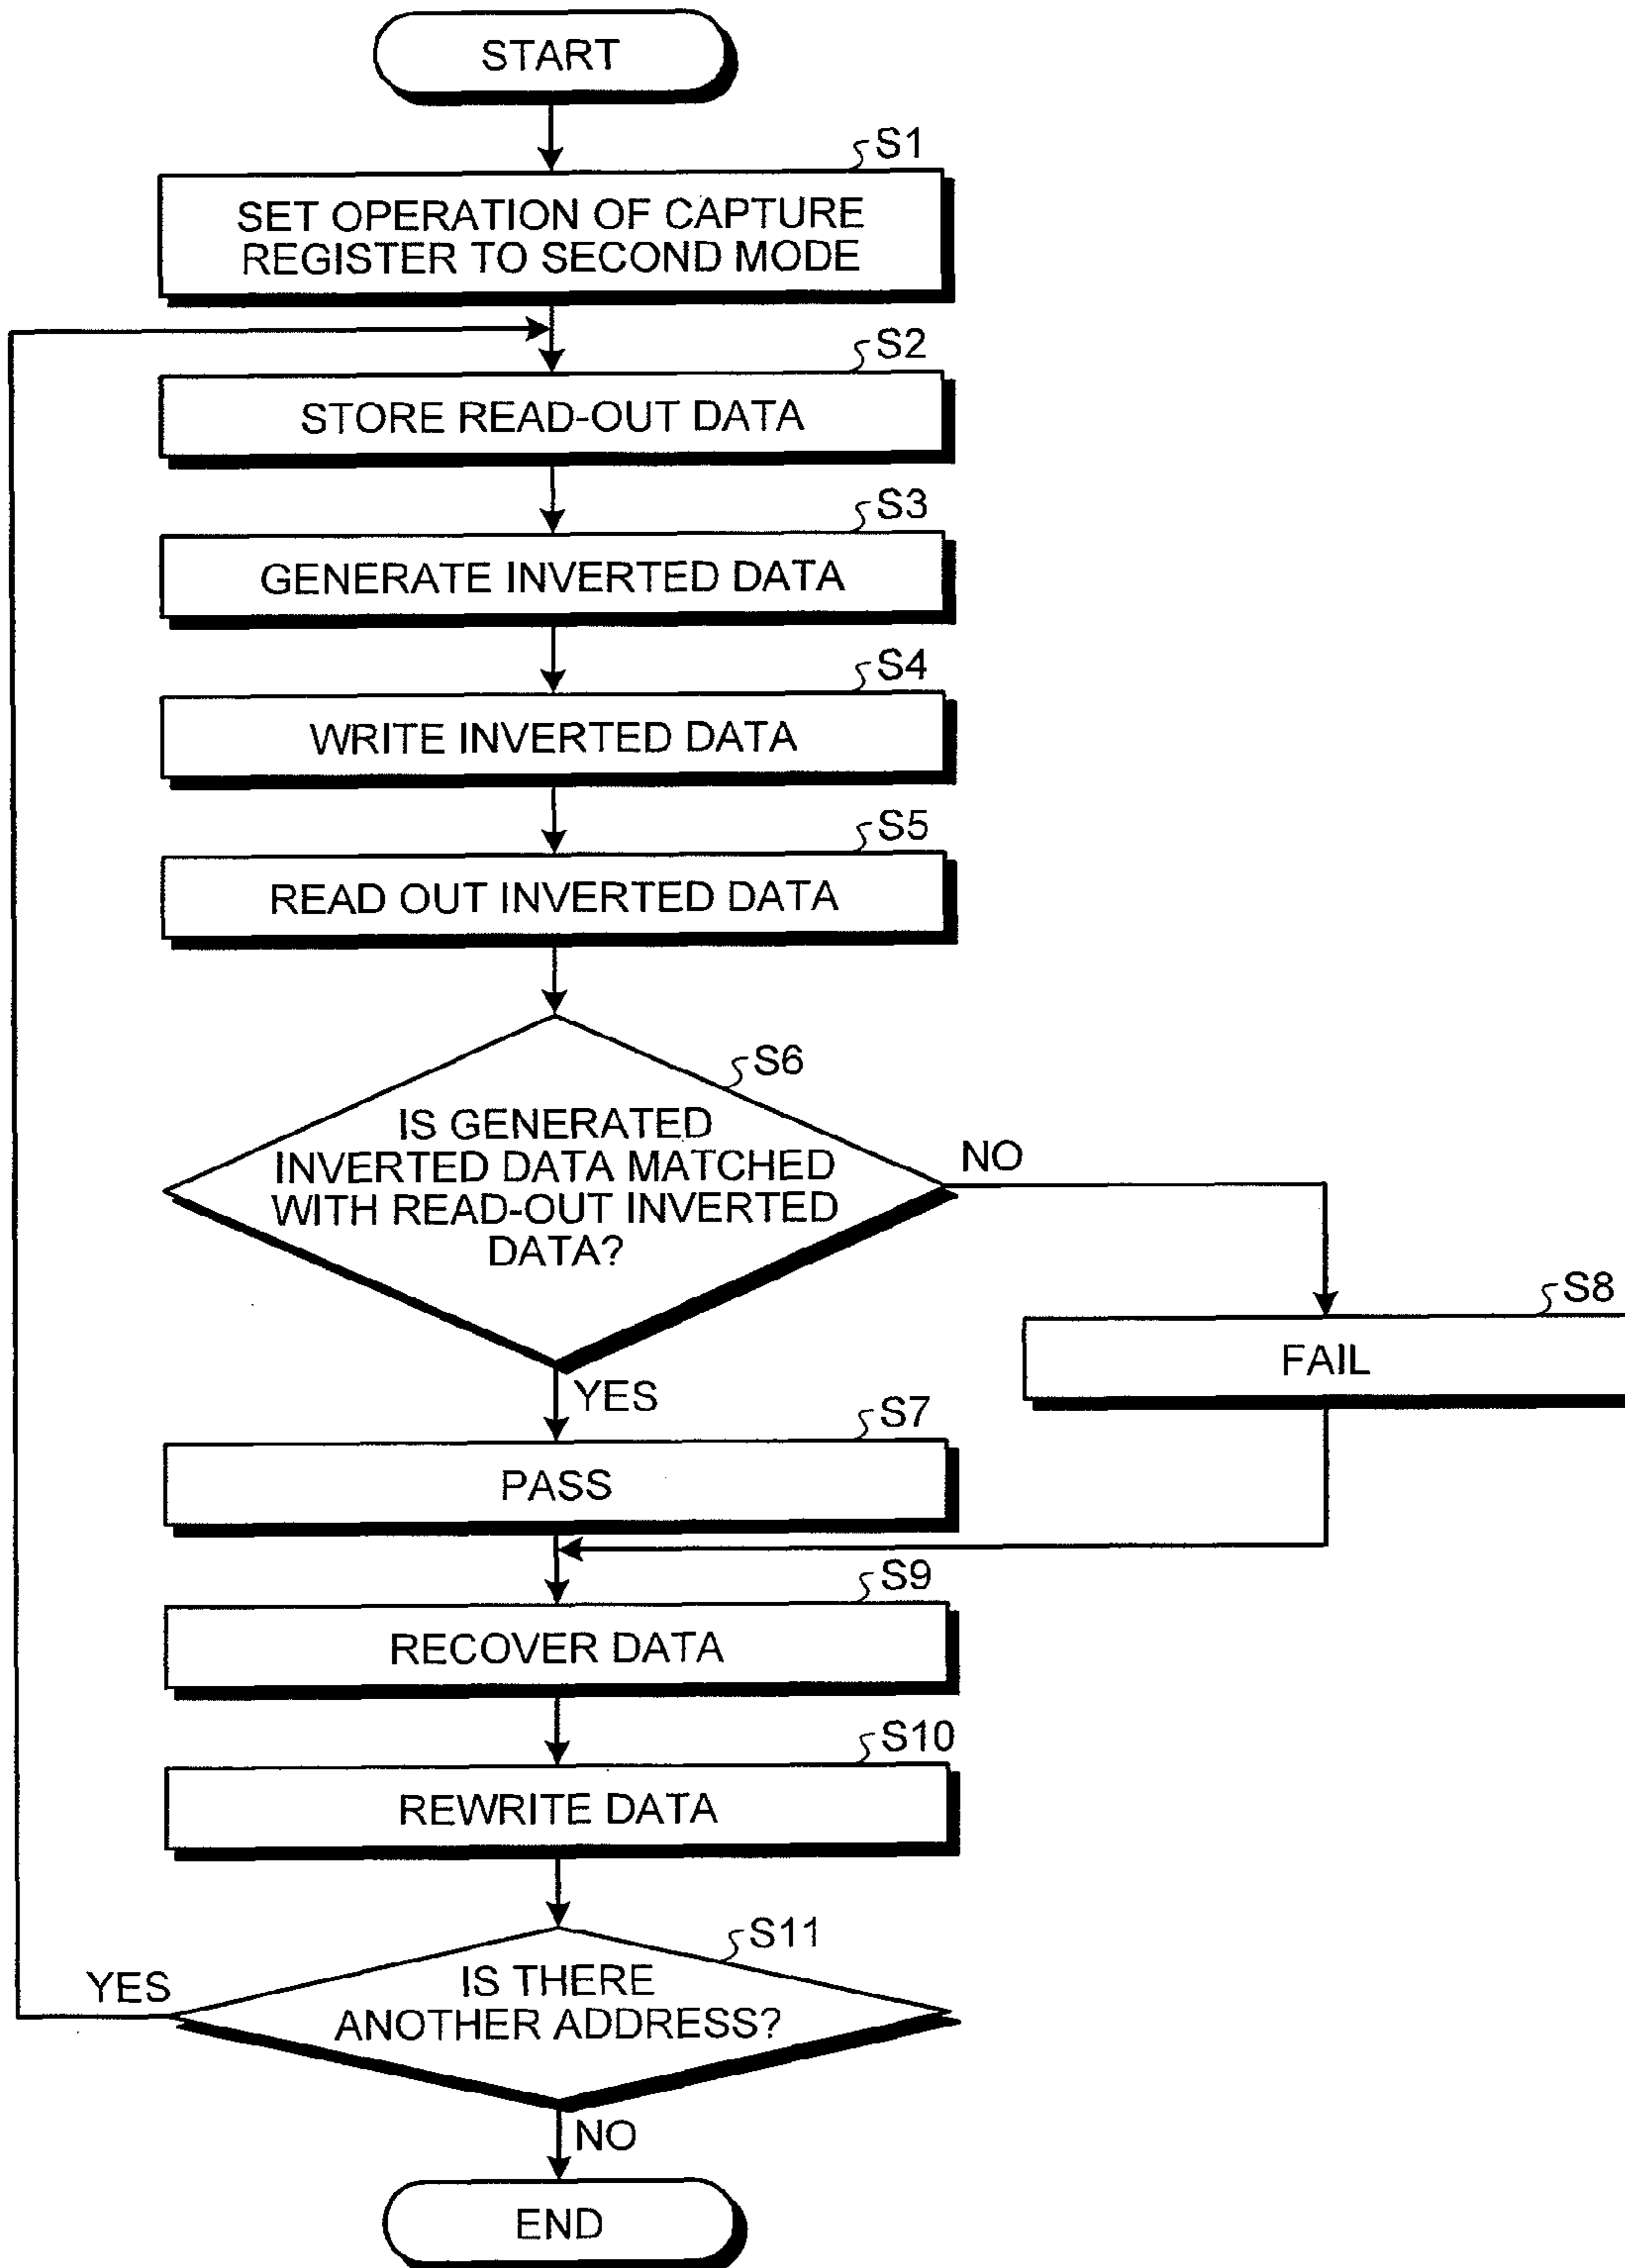 START
S1
SET OPERATION OF CAPTURE
REGISTER TO SECOND MODE
S2
STORE READ-OUT DATA
S3
GENERATE INVERTED DATA
S4
WRITE INVERTED DATA
S5
READ OUT INVERTED DATA
S6
IS GENERATED
INVERTED DATA MATCHED
WITH READ-OUT INVERTED
DATA?
NO
S8
FAIL
YES
S7
PASS
S9
RECOVER DATA
S10
REWRITE DATA
S11
YES
IS THERE
ANOTHER ADDRESS?
NO
END